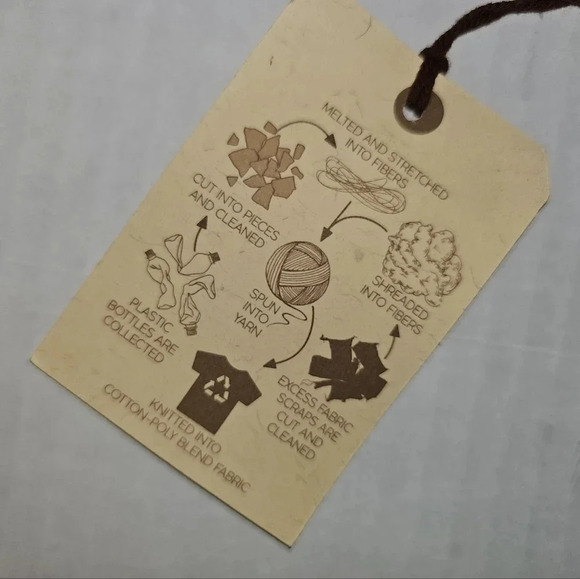 MELTED AND STRETCHED
INTO FIBERS
CUT INTO PIECES
AND CLEANED
SHREADED
INTO FIBERS
PLASTIC
BOTTLES ARE
COLLECTED
SPUN
INTO
YARN
EXCESS FABRIC
SCRAPS ARE
CUT AND
CLEANED
KNITTED INTO
COTTON-POLY BLEND FABRIC